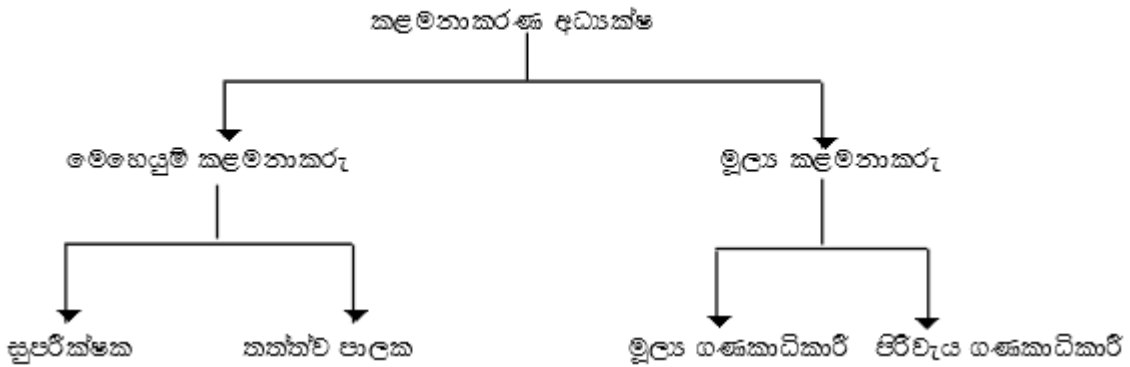 කළමනාකරණ අධ්‍යක්ෂ
මෙහෙයුම් කළමනාකරු මූල්‍ය කළමනාකරු
සුපරීක්ෂක තත්ත්ව පාලක මූල්‍ය ගණකාධිකාරී පිරිවැය ගණකාධිකාරී